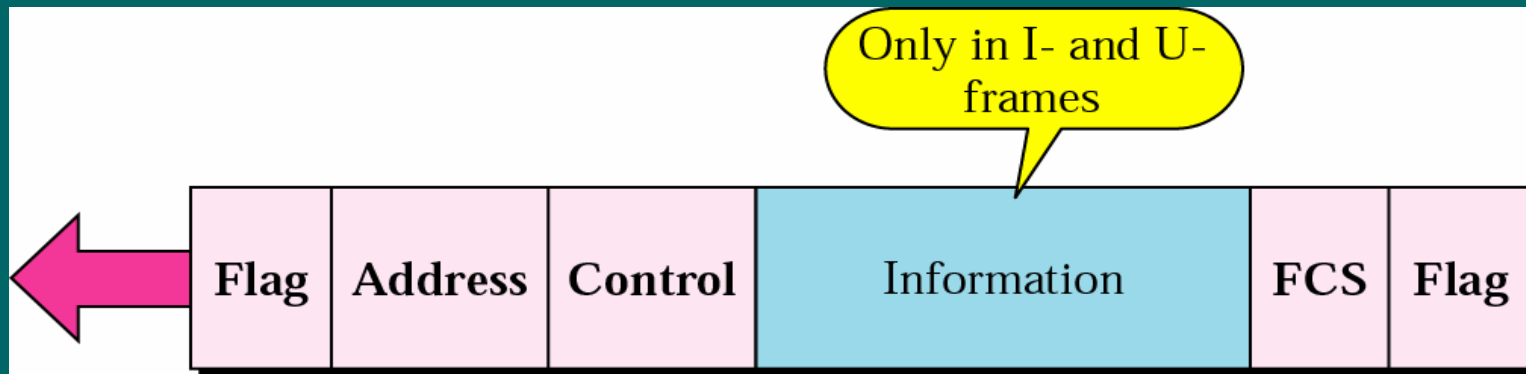 Only in I- and U-
frames
Flag Address Control Information FCS Flag